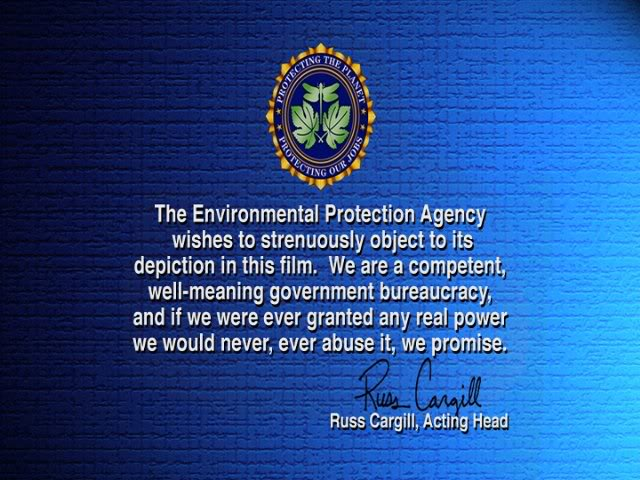 PROTECTING THE PLANET
PROTECTING OUR JOBS
The Environmental Protection Agency
wishes to strenuously object to its
depiction in this film.  We are a competent,
well-meaning government bureaucracy,
and if we were ever granted any real power
we would never, ever abuse it, we promise.
Russ Cargill
Russ Cargill, Acting Head